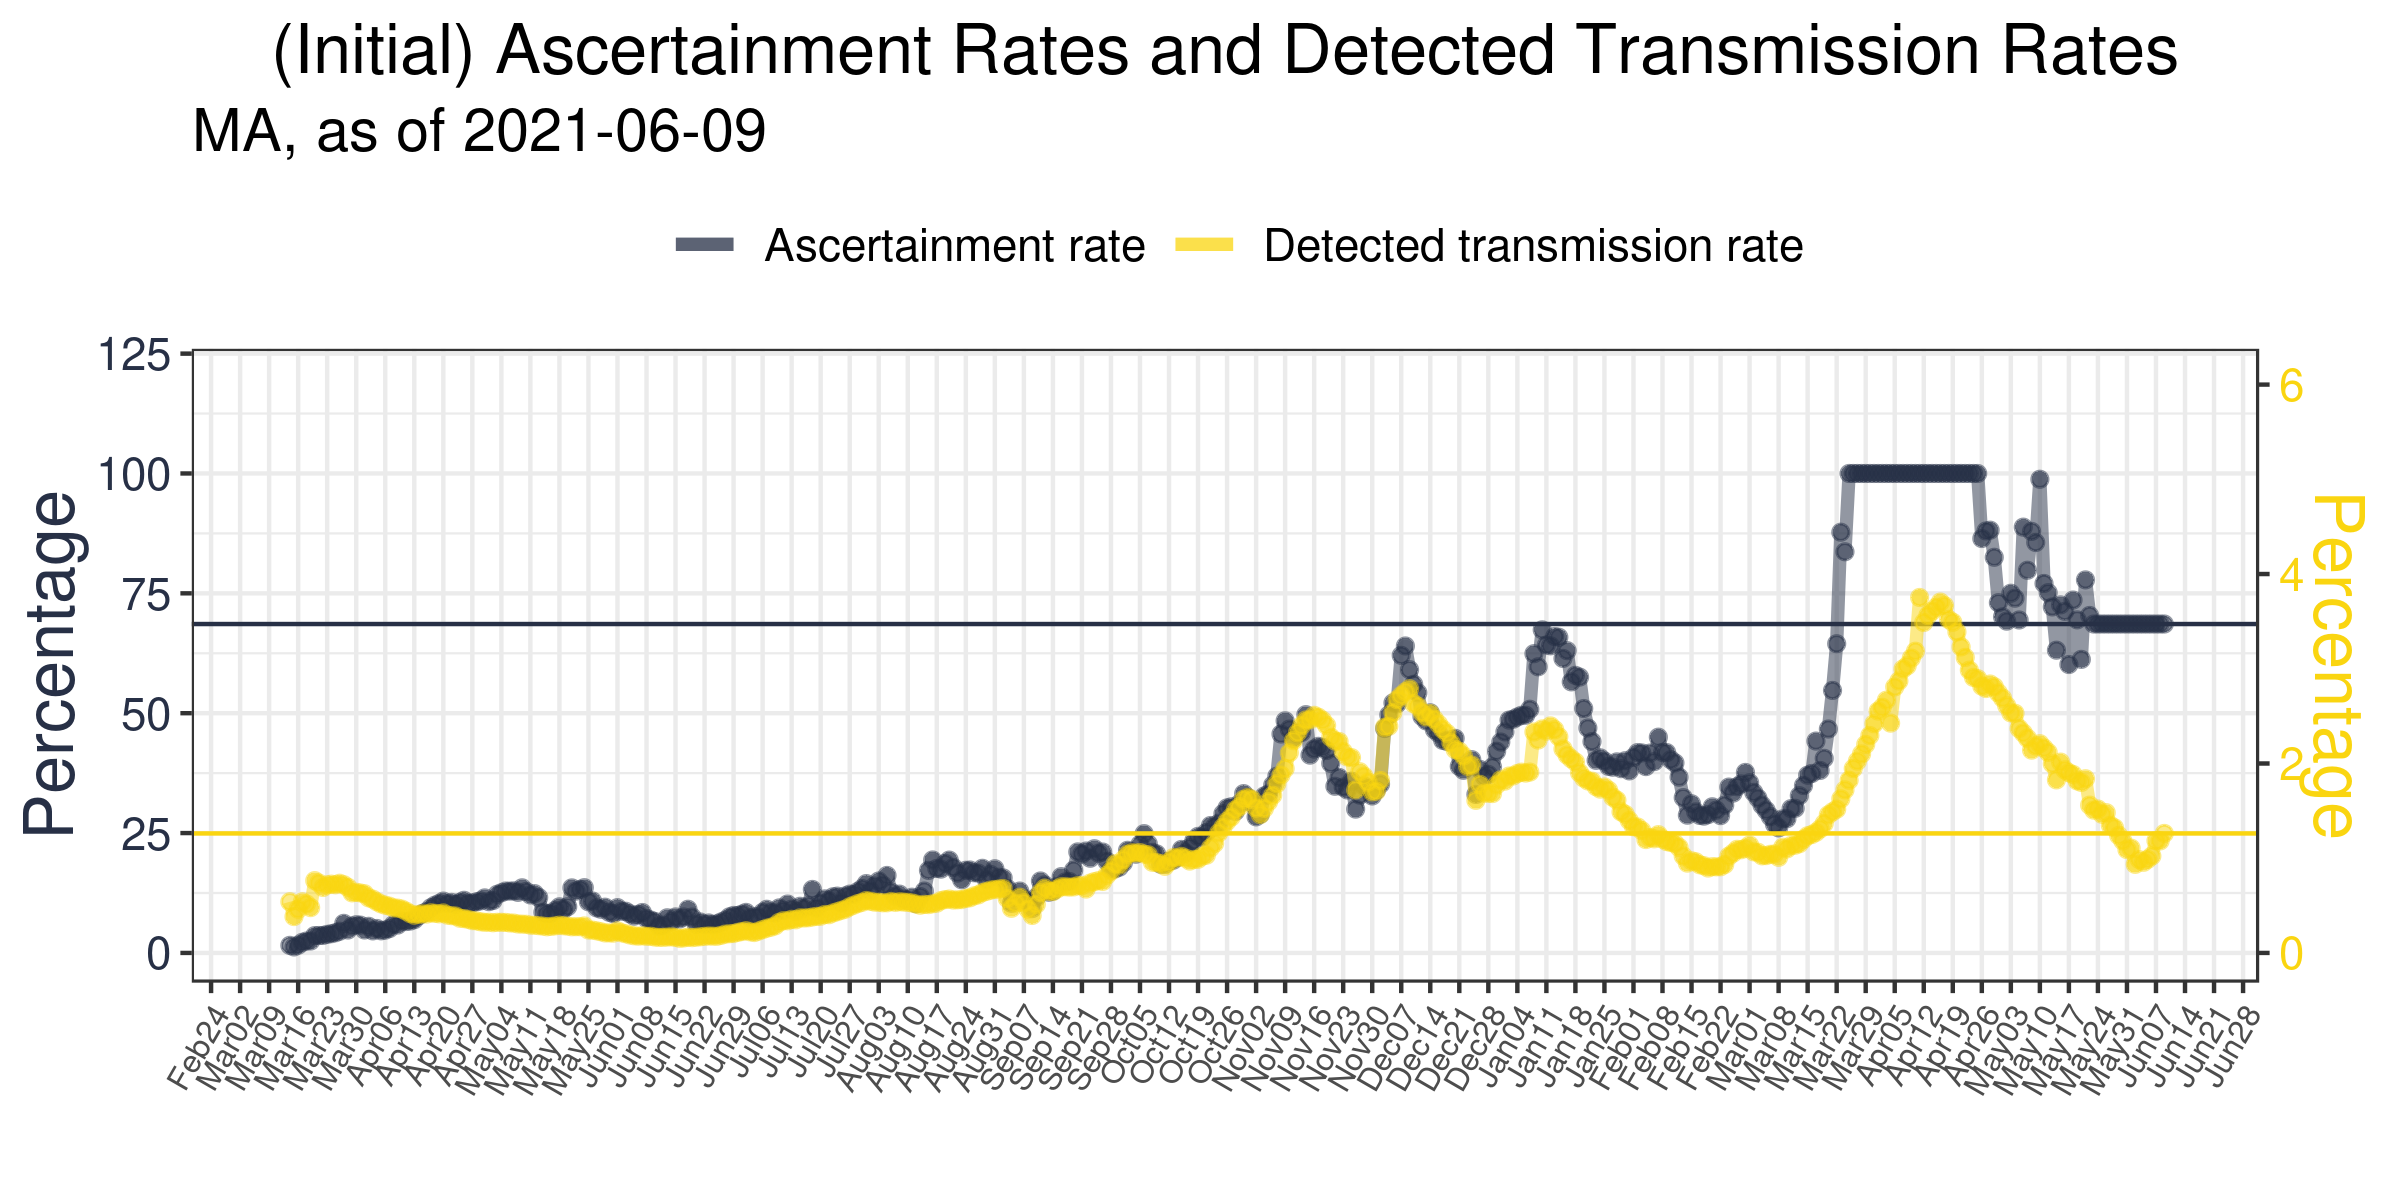 (Initial) Ascertainment Rates and Detected Transmission Rates
MA, as of 2021-06-09
Ascertainment rate Detected transmission rate
Percentage
125
100
75
50
25
0
6
4
2
0
Percentage
Feb24 Mar02 Mar09 Mar16 Mar23 Mar30 Apr06 Apr13 Apr20 Apr27 May04 May11 May18 May25 Jun01 Jun08 Jun15 Jun22 Jun29 Jul06 Jul13 Jul20 Jul27 Aug03 Aug10 Aug17 Aug24 Aug31 Sep07 Sep14 Sep21 Sep28 Oct05 Oct12 Oct19 Oct26 Nov02 Nov09 Nov16 Nov23 Nov30 Dec07 Dec14 Dec21 Dec28 Jan04 Jan11 Jan18 Jan25 Feb01 Feb08 Feb15 Feb22 Mar01 Mar08 Mar15 Mar22 Mar29 Apr05 Apr12 Apr19 Apr26 May03 May10 May17 May24 May31 Jun07 Jun14 Jun21 Jun28